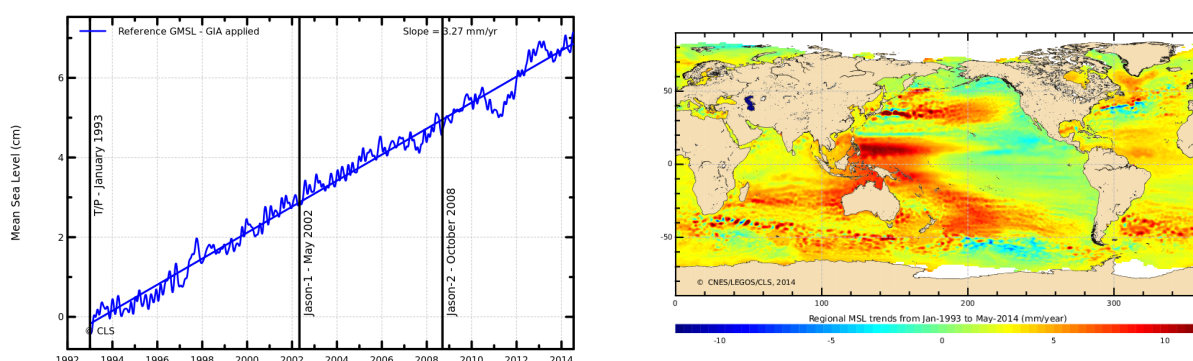 Reference GMSL - GIA applied
Slope = 3.27 mm/yr
Mean Sea Level (cm)
6
4
2
0
T/P - January 1993
Jason-1 - May 2002
Jason-2 - October 2008
© CLS
1992 1994 1996 1998 2000 2002 2004 2006 2008 2010 2012 2014
50
0
-50
© CNES/LEGOS/CLS, 2014
0 100 200 300
Regional MSL trends from Jan-1993 to May-2014 (mm/year)
-10 -5 0 5 10